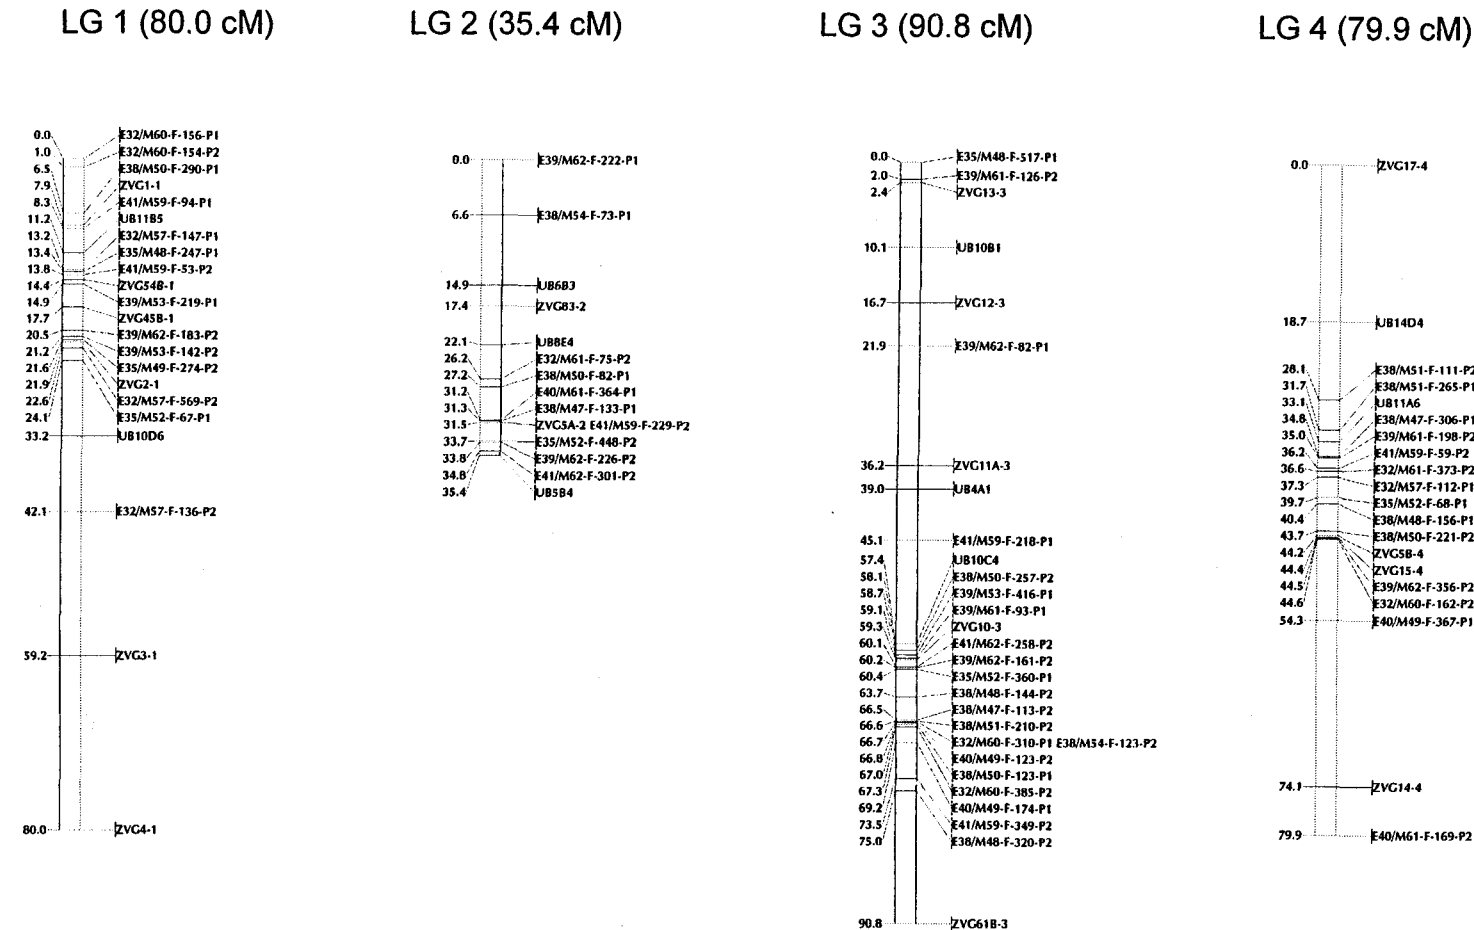 LG 1 (80.0 cM)
0.0 E32/M60-F-156-P1
1.0 E32/M60-F-154-P2
6.5 E38/M50-F-290-P1
7.9 ZVG1-1
8.3 E41/M59-F-94-P1
11.2 UB11B5
13.2 E32/M57-F-147-P1
13.4 E35/M48-F-247-P1
13.8 E41/M59-F-53-P2
14.4 ZVG54B-1
14.9 E39/M53-F-219-P1
17.7 ZVG45B-1
20.5 E39/M62-F-183-P2
21.2 E39/M53-F-142-P2
21.6 E35/M49-F-274-P2
21.9 ZVG2-1
22.6 E32/M57-F-569-P2
24.1 E35/M52-F-67-P1
33.2 UB10D6
42.1 E32/M57-F-136-P2
59.2 ZVG3-1
80.0 ZVG4-1
LG 2 (35.4 cM)
0.0 E39/M62-F-222-P1
6.6 E38/M54-F-73-P1
14.9 UB6B3
17.4 ZVG83-2
22.1 UB8E4
26.2 E32/M61-F-75-P2
27.2 E38/M50-F-82-P1
31.2 E40/M61-F-364-P1
31.3 E38/M47-F-133-P1
31.5 ZVG5A-2 E41/M59-F-229-P2
33.7 E35/M52-F-448-P2
33.8 E39/M62-F-226-P2
34.8 E41/M62-F-301-P2
35.4 UB5B4
LG 3 (90.8 cM)
0.0 E35/M48-F-517-P1
2.0 E39/M61-F-126-P2
2.4 ZVG13-3
10.1 UB10B1
16.7 ZVG12-3
21.9 E39/M62-F-82-P1
36.2 ZVG11A-3
39.0 UB4A1
45.1 E41/M59-F-218-P1
57.4 UB10C4
58.1 E38/M50-F-257-P2
58.7 E39/M53-F-416-P1
59.1 E39/M61-F-93-P1
59.3 ZVG10-3
60.1 E41/M62-F-258-P2
60.2 E39/M62-F-161-P2
60.4 E35/M52-F-360-P1
63.7 E38/M48-F-144-P2
66.5 E38/M47-F-113-P2
66.6 E38/M51-F-210-P2
66.7 E32/M60-F-310-P1 E38/M54-F-123-P2
66.8 E40/M49-F-123-P2
67.0 E38/M50-F-123-P1
67.3 E32/M60-F-385-P2
69.2 E40/M49-F-174-P1
73.5 E41/M59-F-349-P2
75.0 E38/M48-F-320-P2
90.8 ZVG61B-3
LG 4 (79.9 cM)
0.0 ZVG17-4
18.7 UB14D4
28.1 E38/M51-F-111-P2
31.7 E38/M51-F-265-P1
33.1 UB11A6
34.8 E38/M47-F-306-P1
35.0 E39/M61-F-198-P2
36.2 E41/M59-F-59-P2
36.6 E32/M61-F-373-P2
37.3 E32/M57-F-112-P1
39.7 E35/M52-F-68-P1
40.4 E38/M48-F-156-P1
43.7 E38/M50-F-221-P2
44.2 ZVG5B-4
44.4 ZVG15-4
44.5 E39/M62-F-356-P2
44.6 E32/M60-F-162-P2
54.3 E40/M49-F-367-P1
74.1 ZVG14-4
79.9 E40/M61-F-169-P2